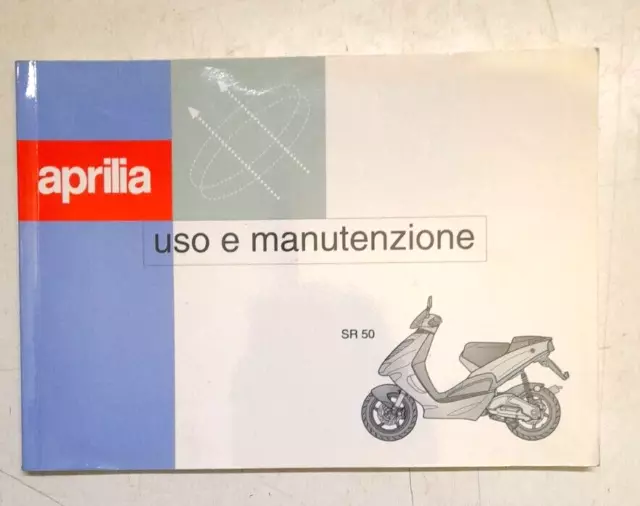 aprilia
uso e manutenzione
SR 50